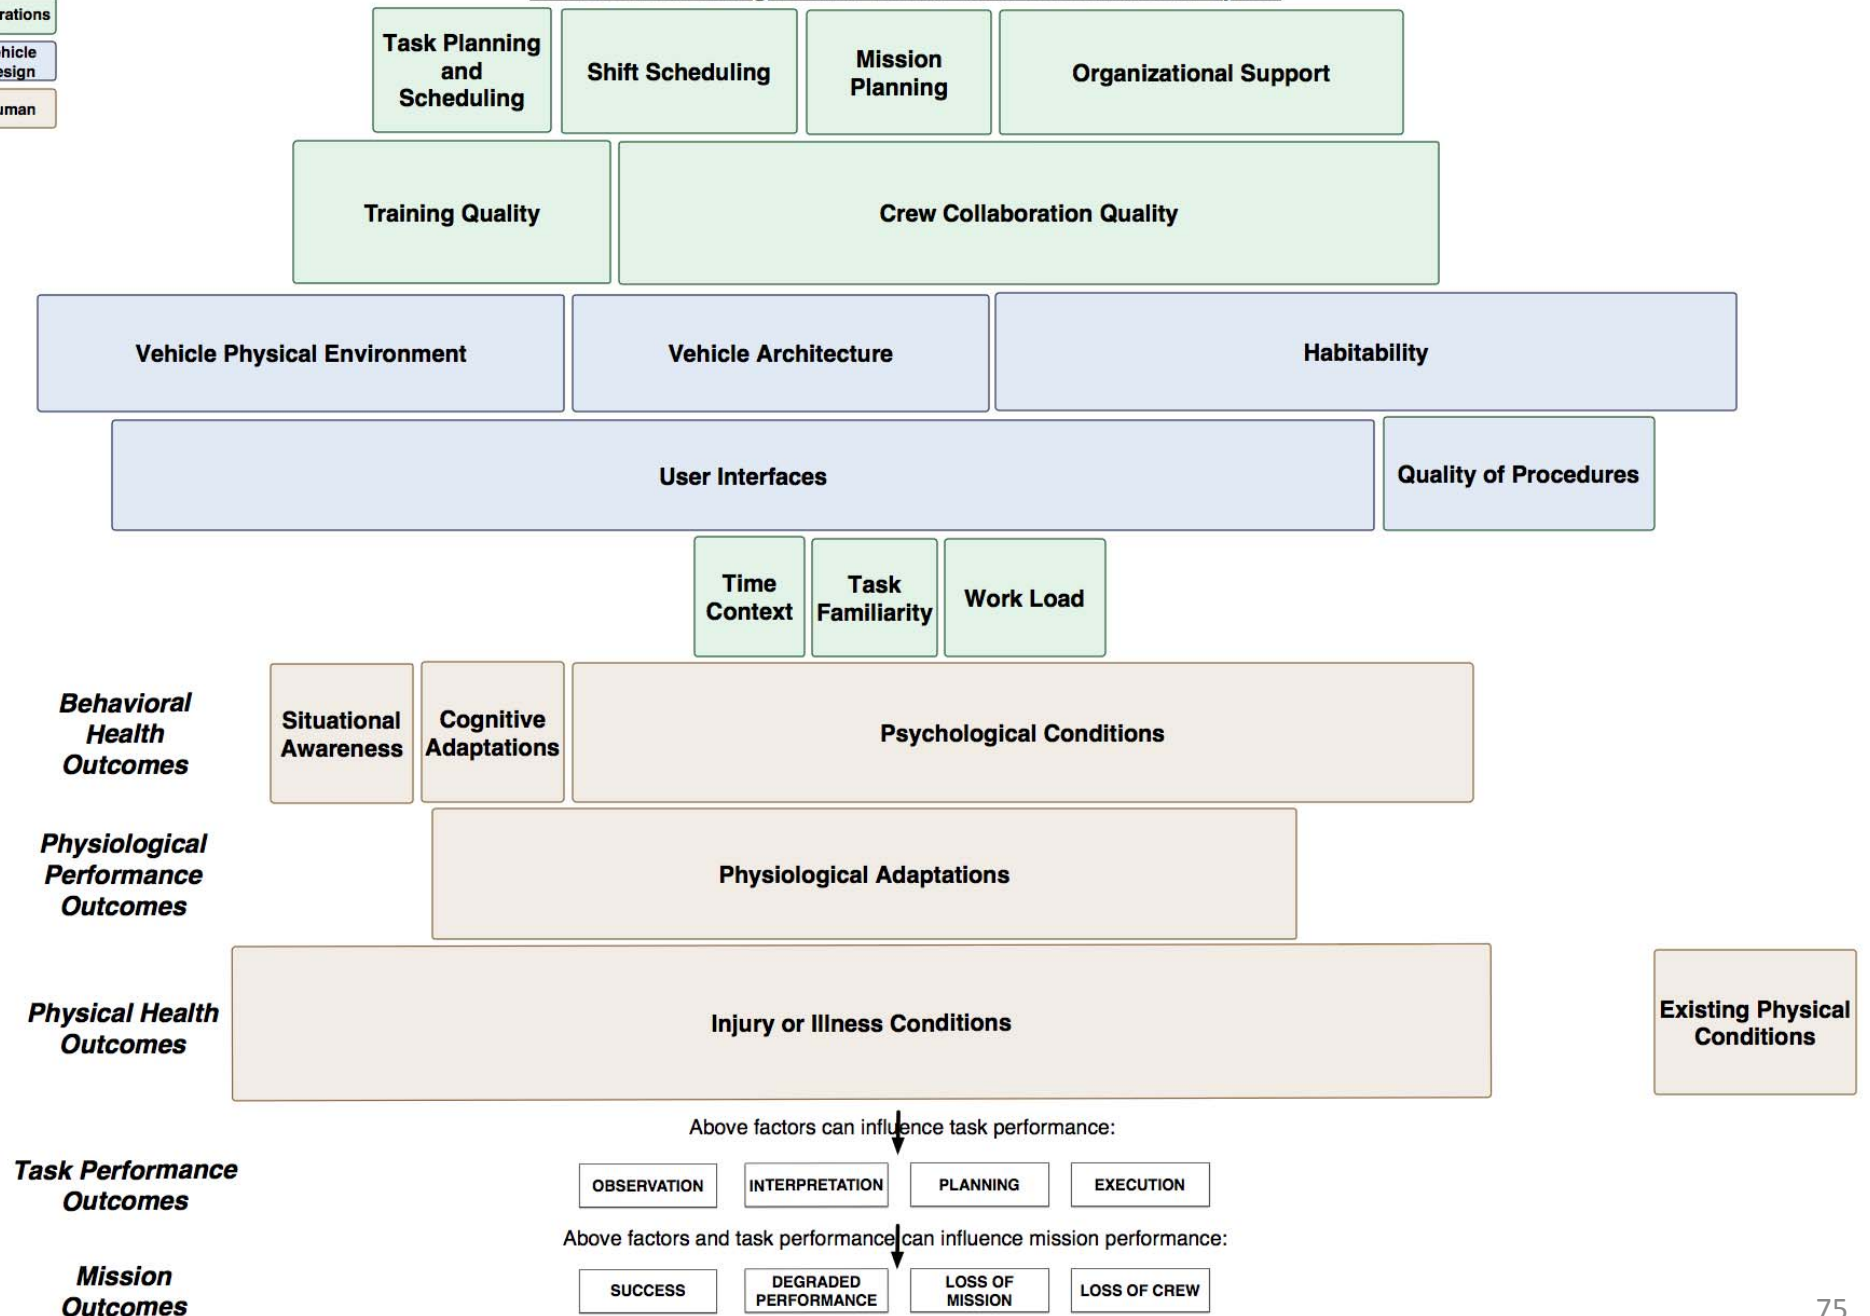 Task Planning
and
Scheduling
Shift Scheduling
Mission
Planning
Organizational Support
Training Quality
Crew Collaboration Quality
Vehicle Physical Environment
Vehicle Architecture
Habitability
User Interfaces
Quality of Procedures
Time
Context
Task
Familiarity
Work Load
Behavioral
Health
Outcomes
Situational
Awareness
Cognitive
Adaptations
Psychological Conditions
Physiological
Performance
Outcomes
Physiological Adaptations
Physical Health
Outcomes
Injury or Illness Conditions
Existing Physical
Conditions
Above factors can influence task performance:
Task Performance
Outcomes
OBSERVATION
INTERPRETATION
PLANNING
EXECUTION
Above factors and task performance can influence mission performance:
Mission
Outcomes
SUCCESS
DEGRADED
PERFORMANCE
LOSS OF
MISSION
LOSS OF CREW
75